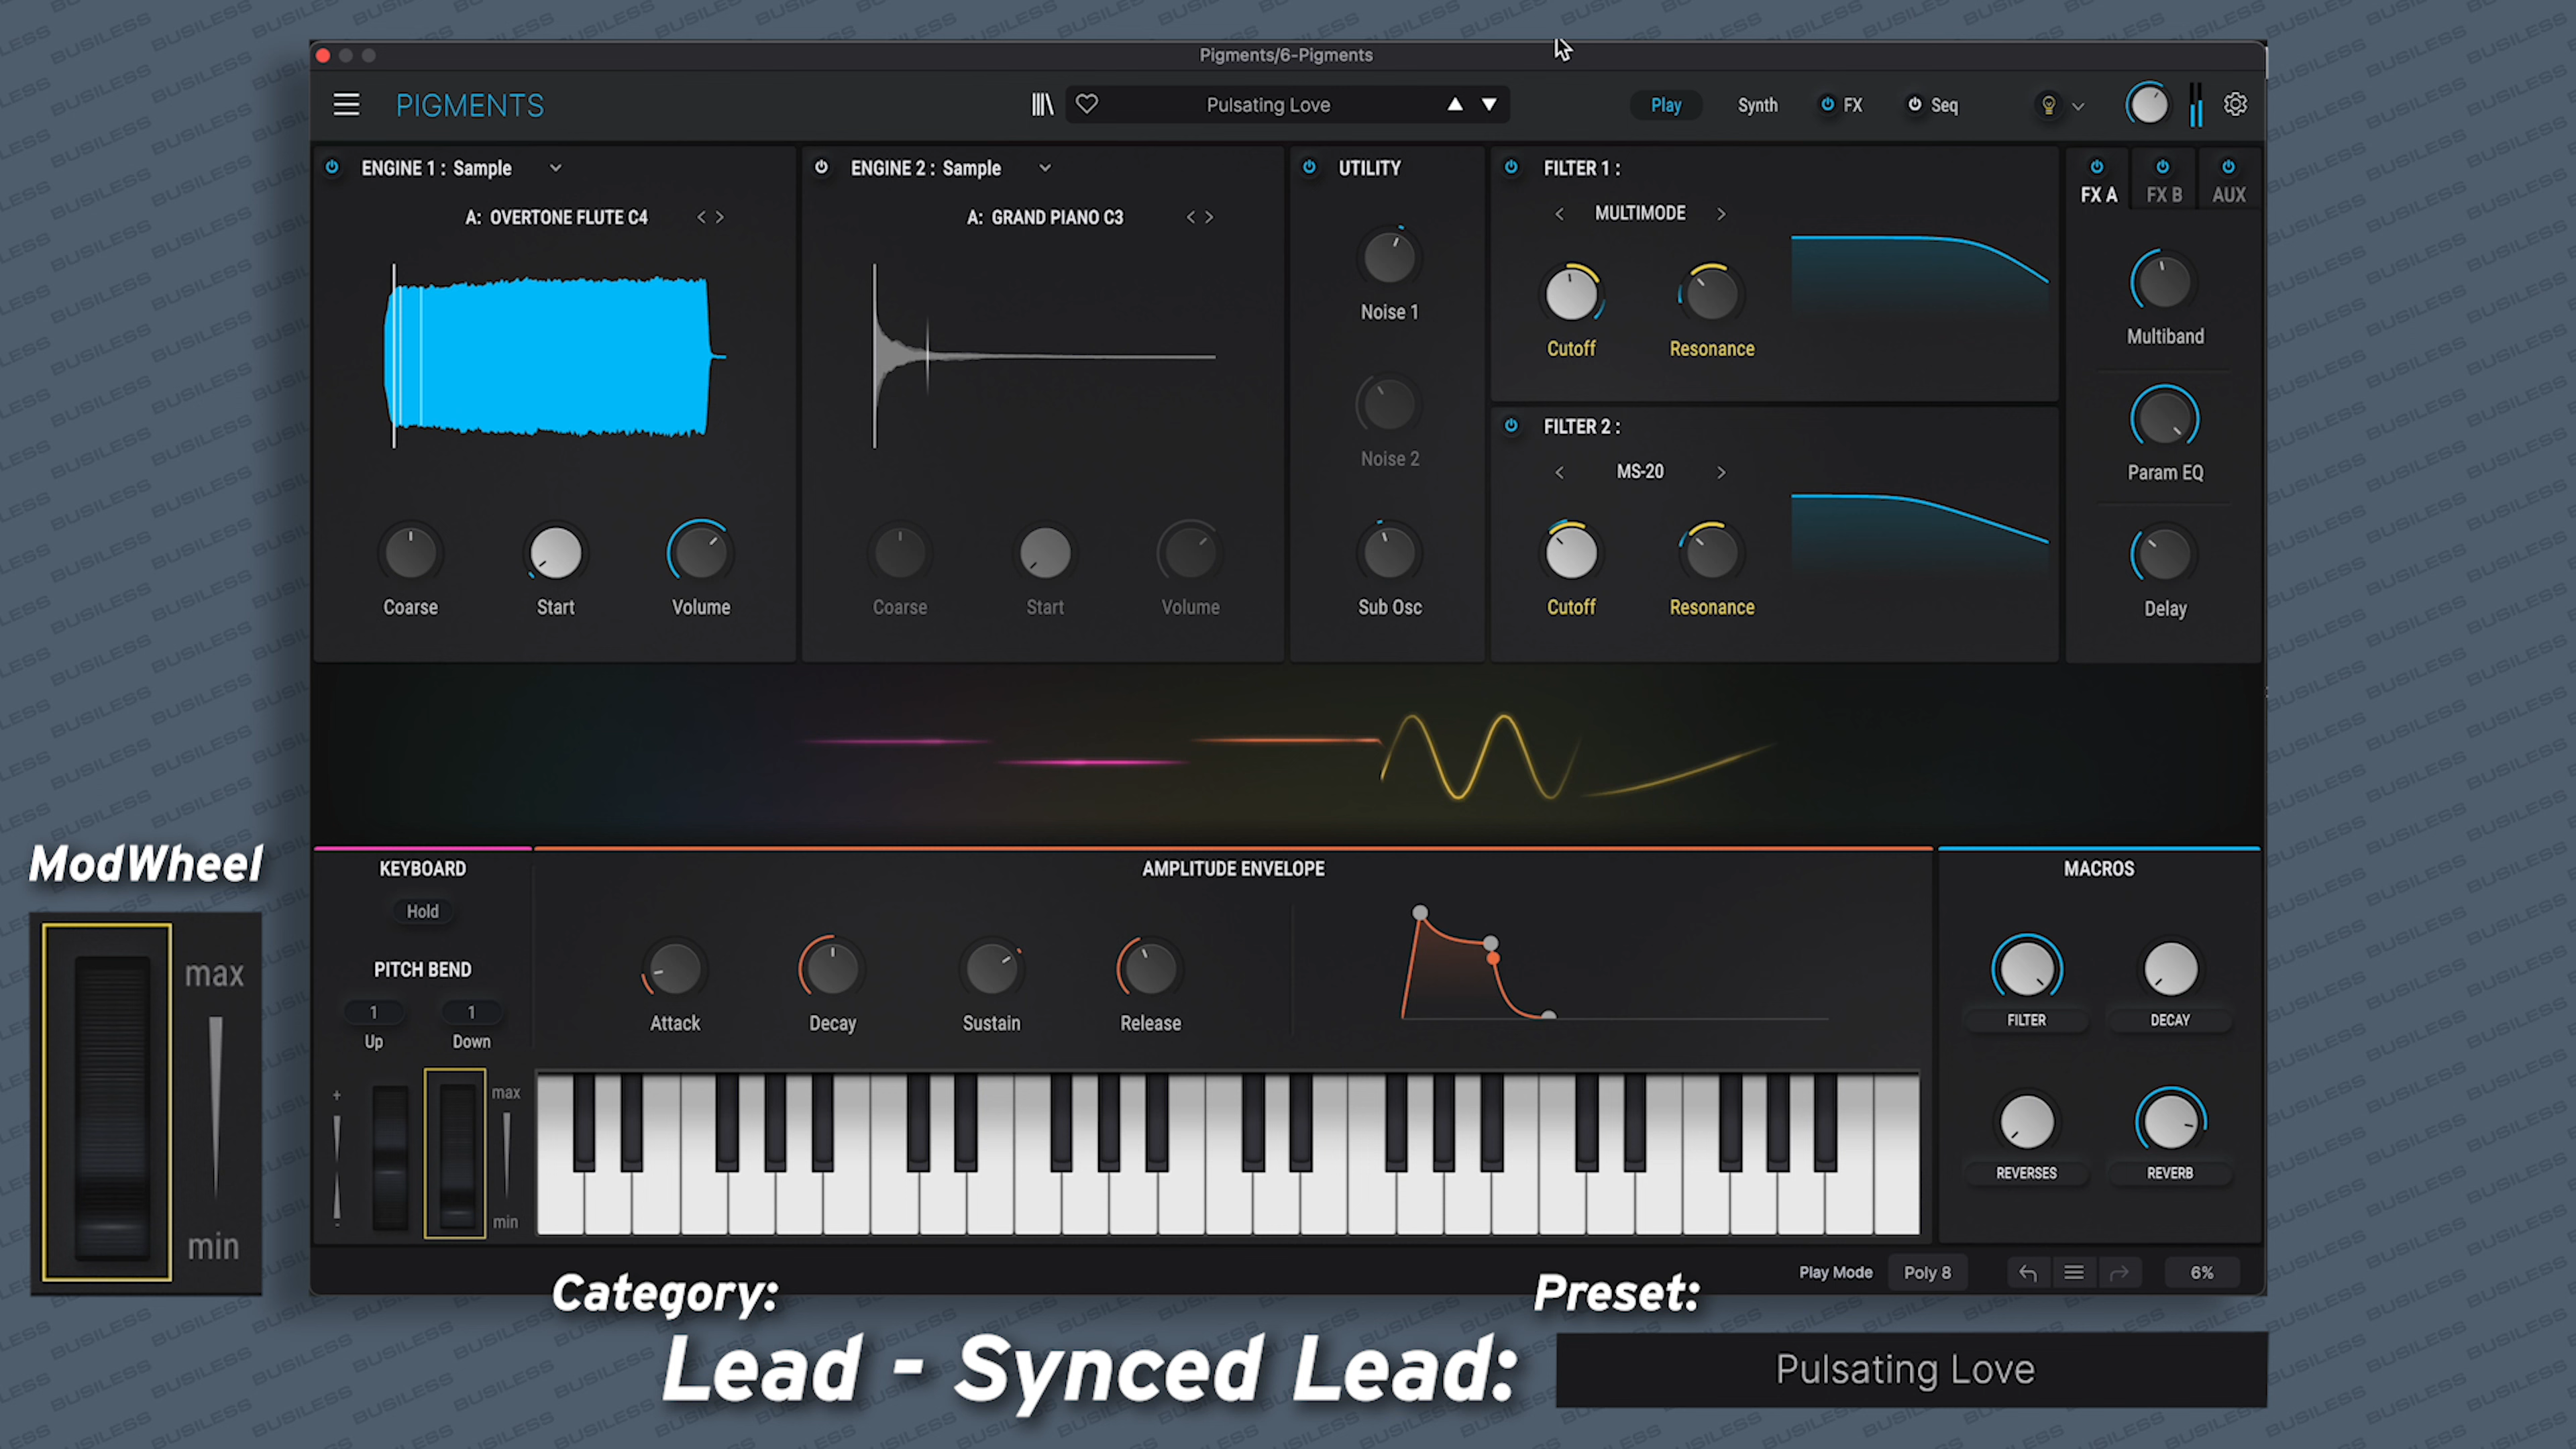 Pigments/6-Pigments
PIGMENTS
Pulsating Love
Play
Synth
FX
Seq
ENGINE 1 : Sample
A: OVERTONE FLUTE C4
Coarse
Start
Volume
ENGINE 2 : Sample
A: GRAND PIANO C3
Coarse
Start
Volume
UTILITY
Noise 1
Noise 2
Sub Osc
FILTER 1 :
MULTIMODE
Cutoff
Resonance
FILTER 2 :
MS-20
Cutoff
Resonance
FX A
FX B
AUX
Multiband
Param EQ
Delay
ModWheel
max
min
KEYBOARD
Hold
PITCH BEND
1
1
Up
Down
+
-
max
min
AMPLITUDE ENVELOPE
Attack
Decay
Sustain
Release
MACROS
FILTER
DECAY
REVERSES
REVERB
Play Mode
Poly 8
6%
Category:
Lead - Synced Lead:
Preset:
Pulsating Love
BUSILESS